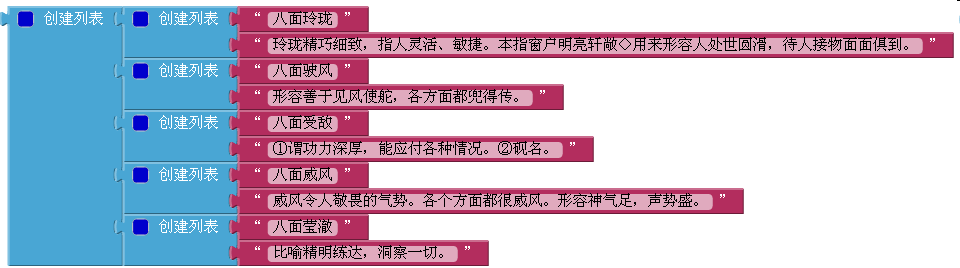 创建列表 创建列表 “ 八面玲珑 ”
“ 玲珑精巧细致，指人灵活、敏捷。本指窗户明亮轩敞◇用来形容人处世圆滑，待人接物面面俱到。 ”
创建列表 “ 八面驶风 ”
“ 形容善于见风使舵，各方面都兜得传。 ”
创建列表 “ 八面受敌 ”
“ ①谓功力深厚，能应付各种情况。②砚名。 ”
创建列表 “ 八面威风 ”
“ 威风令人敬畏的气势。各个方面都很威风。形容神气足，声势盛。 ”
创建列表 “ 八面莹澈 ”
“ 比喻精明练达，洞察一切。 ”